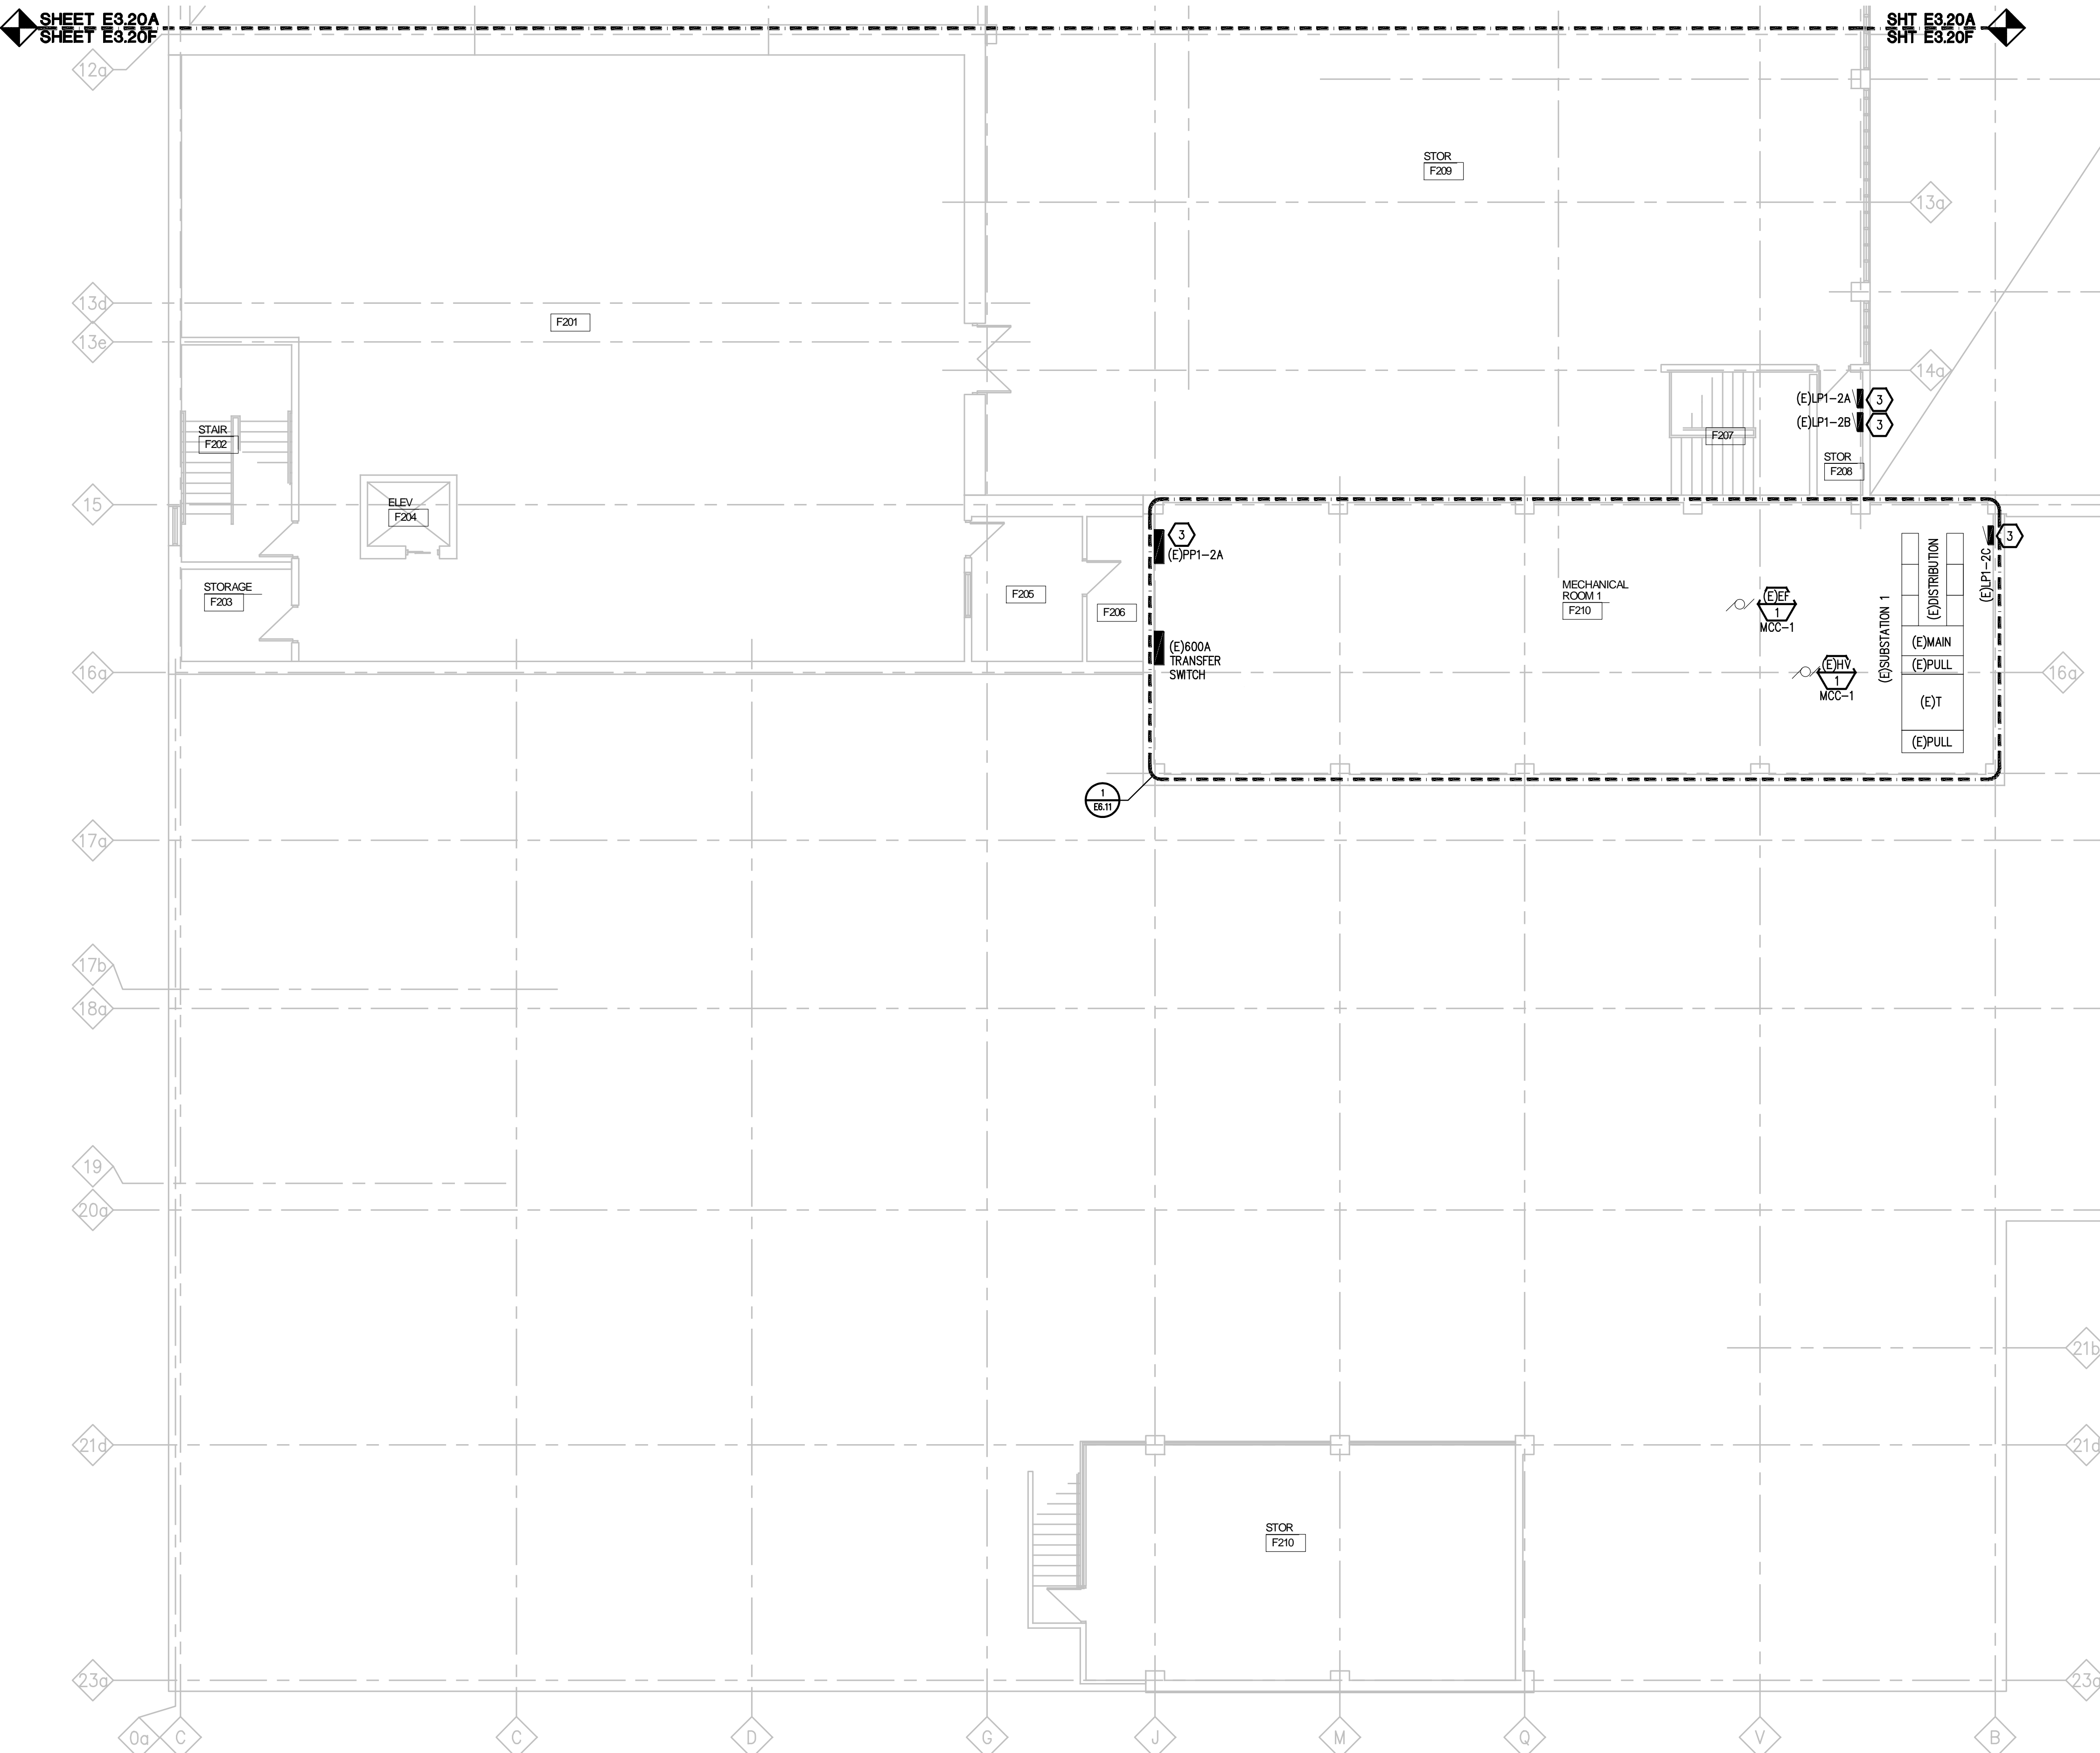 SHEET E3.20A
SHEET E3.20F
SHT E3.20A
SHT E3.20F
12a
STOR
F209
13a
13d
F201
13e
14a
(E)LP1-2A
3
(E)LP1-2B
3
STAIR
F202
F207
STOR
F208
15
ELEV
F204
3
(E)PP1-2A
3
(E)LP1-2C
(E)DISTRIBUTION
STORAGE
F203
F205
F206
MECHANICAL
ROOM 1
F210
(E)EF
1
MCC-1
(E)SUBSTATION 1
(E)MAIN
(E)PULL
(E)T
(E)PULL
(E)600A
TRANSFER
SWITCH
(E)HV
1
MCC-1
16a
16a
1
E6.11
17a
17b
18a
19
20a
21b
21d
21d
STOR
F210
23a
23a
0a
C
C
D
G
J
M
Q
V
B